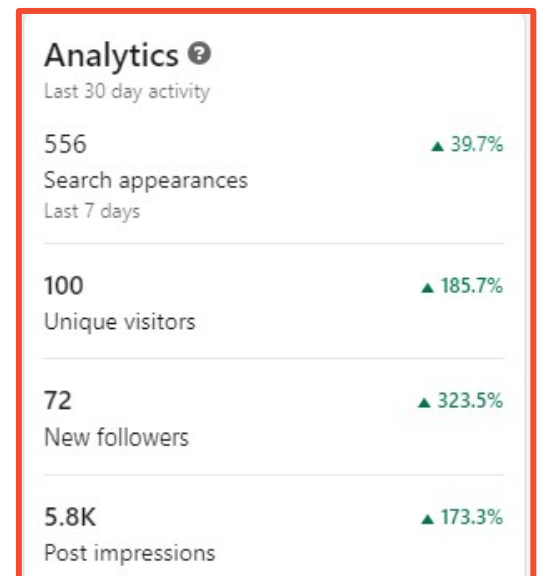 Analytics ?
Last 30 day activity
556 ▲ 39.7%
Search appearances
Last 7 days
100 ▲ 185.7%
Unique visitors
72 ▲ 323.5%
New followers
5.8K ▲ 173.3%
Post impressions